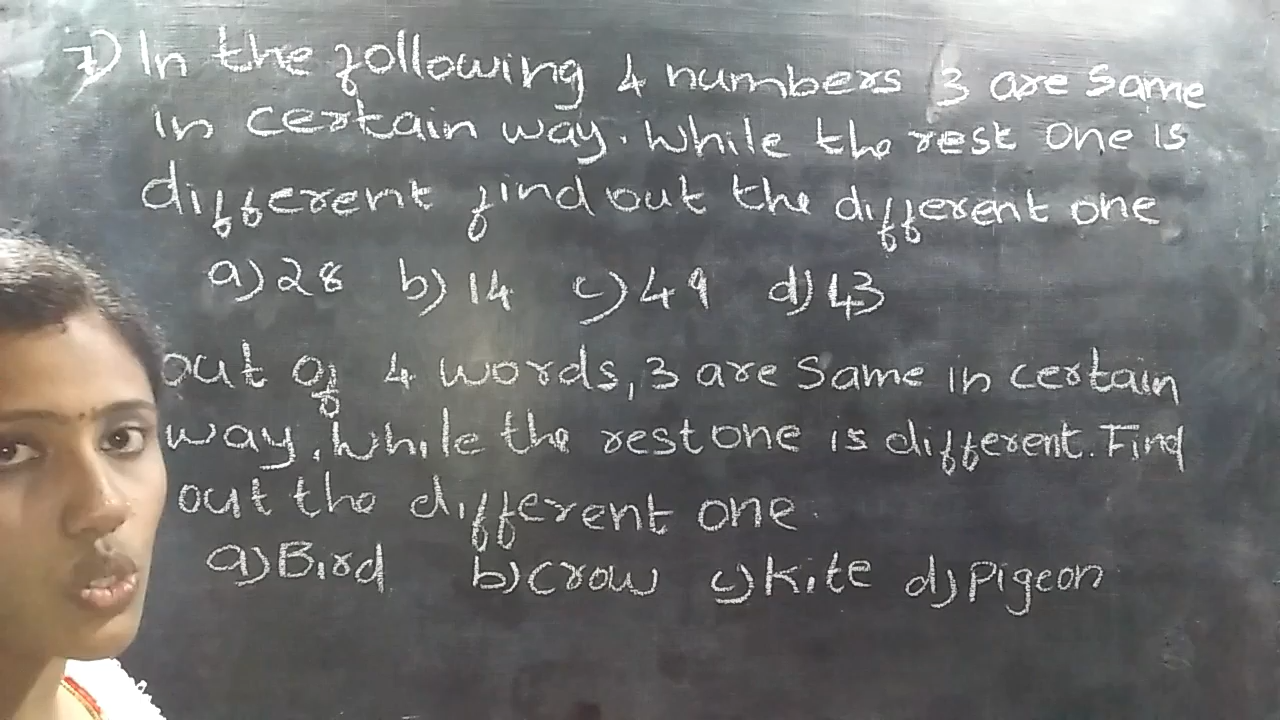 7) In the following 4 numbers 3 are same
in certain way. While the rest one is
different find out the different one
a) 28 b) 14 c) 49 d) 43
out of 4 words, 3 are same in certain
way. While the rest one is different. Find
out the different one.
a) Bird b) crow c) Kite d) Pigeon